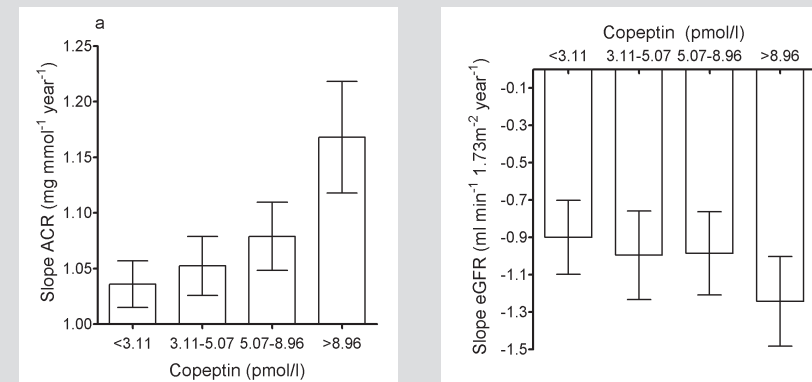 a
1.25
1.20
1.15
1.10
1.05
1.00
Slope ACR (mg mmol⁻¹ year⁻¹)
<3.11 3.11-5.07 5.07-8.96 >8.96
Copeptin (pmol/l)
Copeptin (pmol/l)
<3.11 3.11-5.07 5.07-8.96 >8.96
-0.1
-0.3
-0.5
-0.7
-0.9
-1.1
-1.3
-1.5
Slope eGFR (ml min⁻¹ 1.73m⁻² year⁻¹)